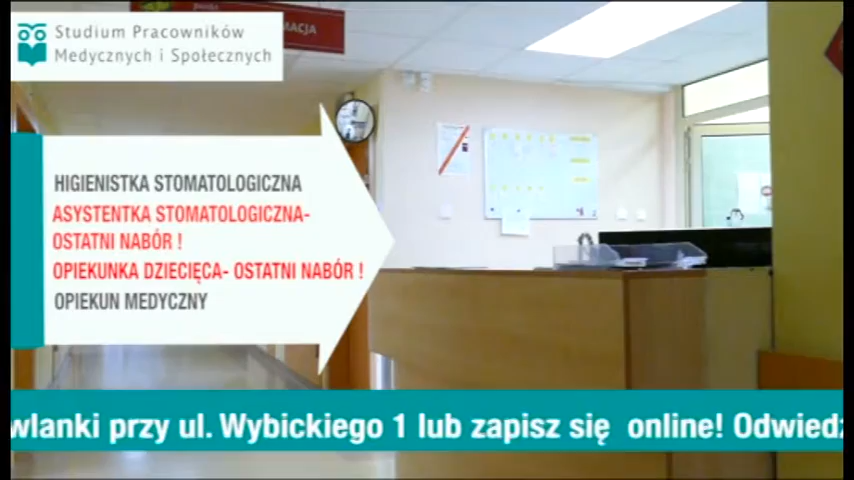 Studium Pracowników
Medycznych i Społecznych
HIGIENISTKA STOMATOLOGICZNA
ASYSTENTKA STOMATOLOGICZNA-
OSTATNI NABÓR !
OPIEKUNKA DZIECIĘCA- OSTATNI NABÓR !
OPIEKUN MEDYCZNY
wlanki przy ul. Wybickiego 1 lub zapisz się online! Odwiedz